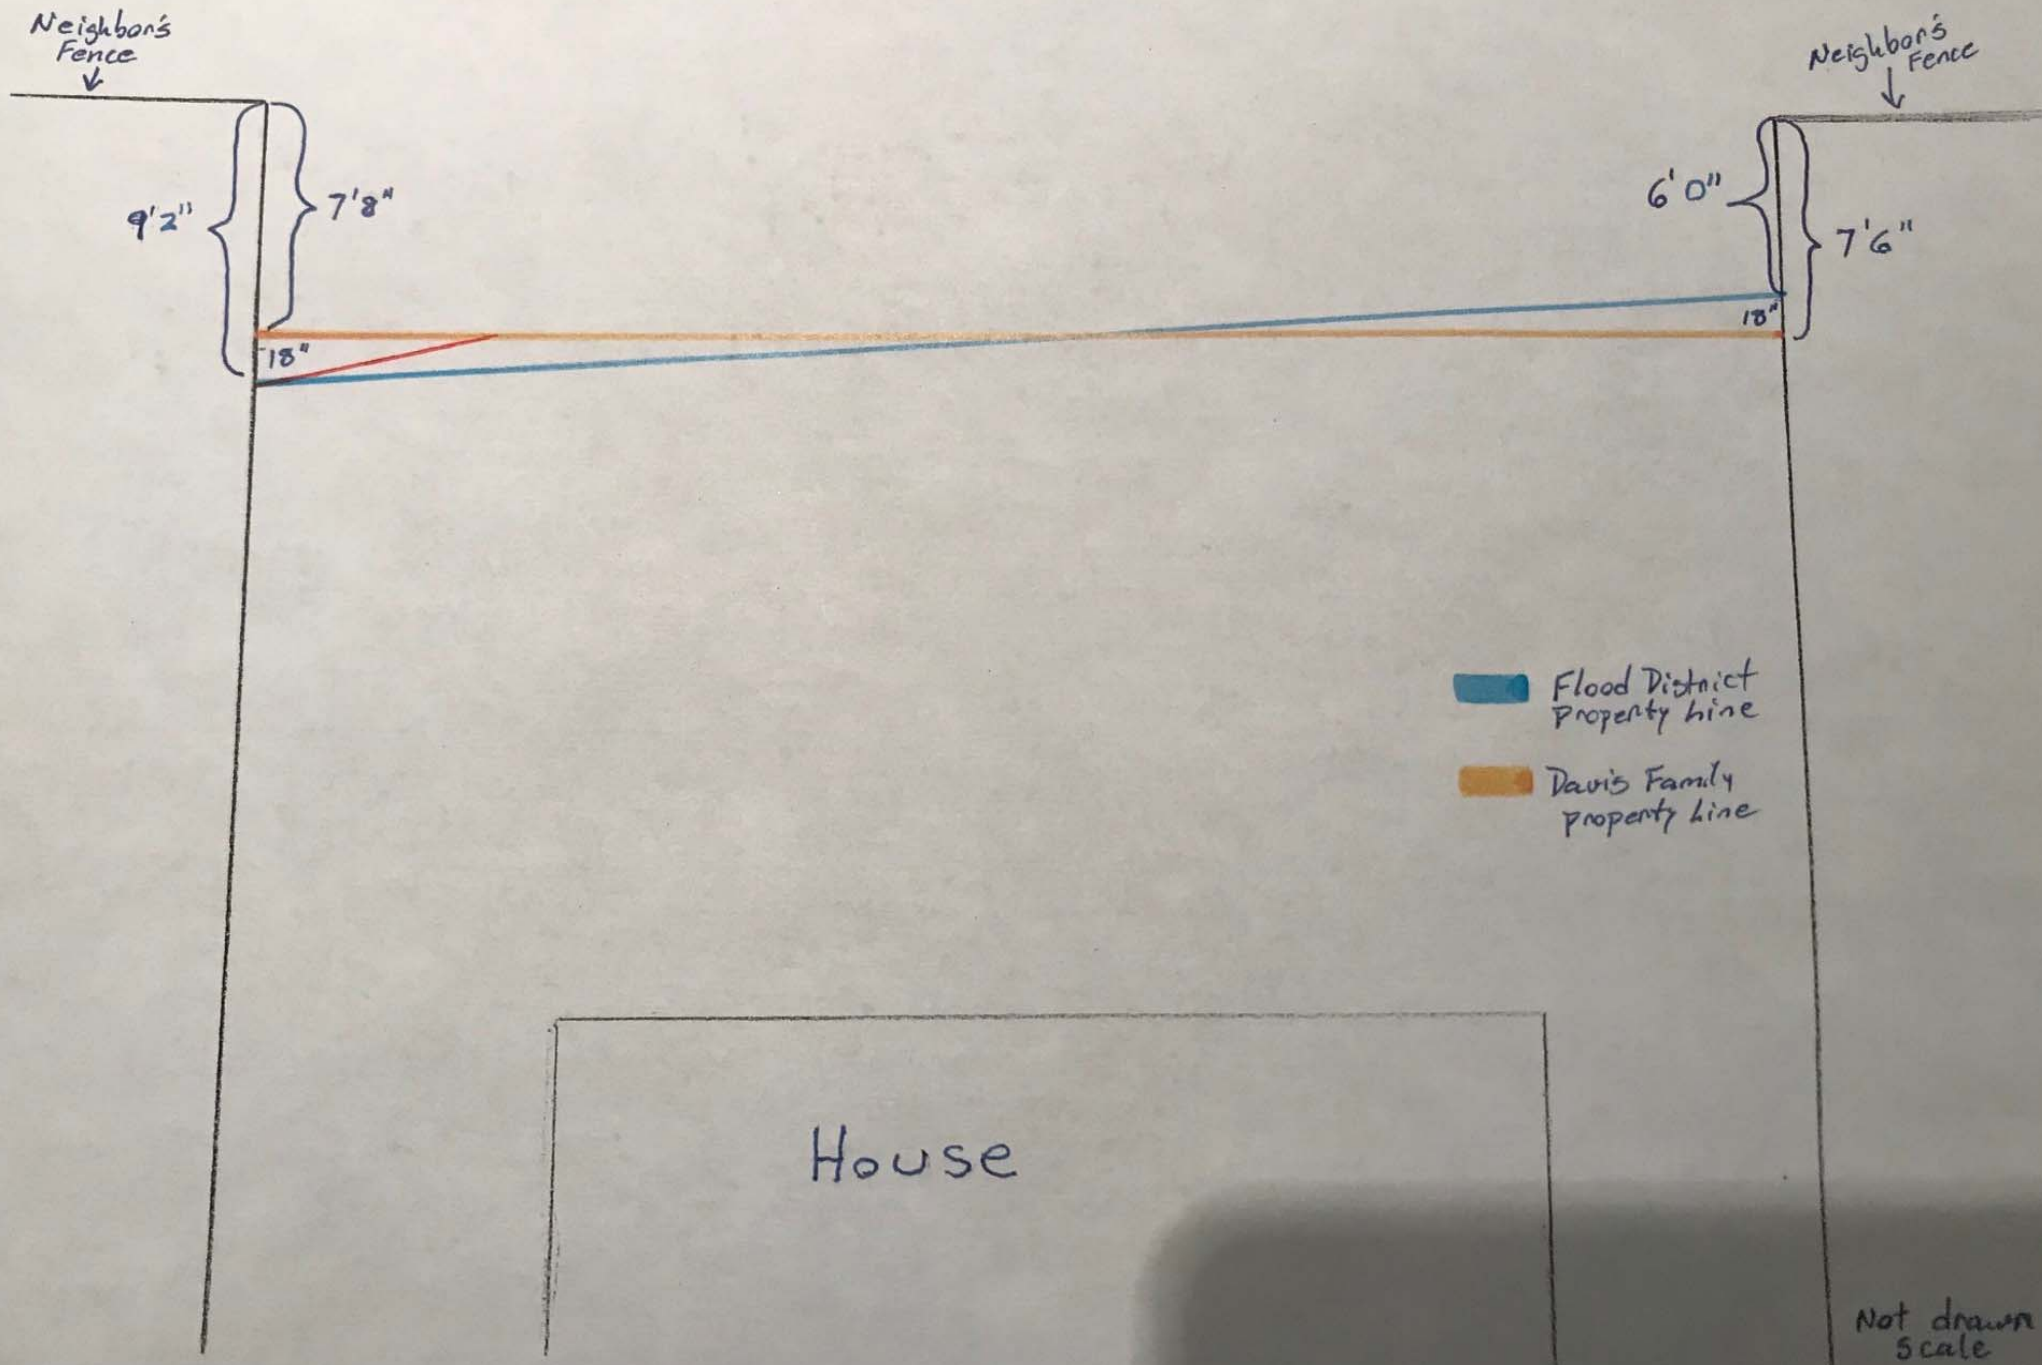 Neighbor's
Fence
Neighbor's
Fence
9'2"
7'8"
6'0"
7'6"
18"
18"
Flood District
Property Line
Davis Family
property Line
House
Not drawn
Scale